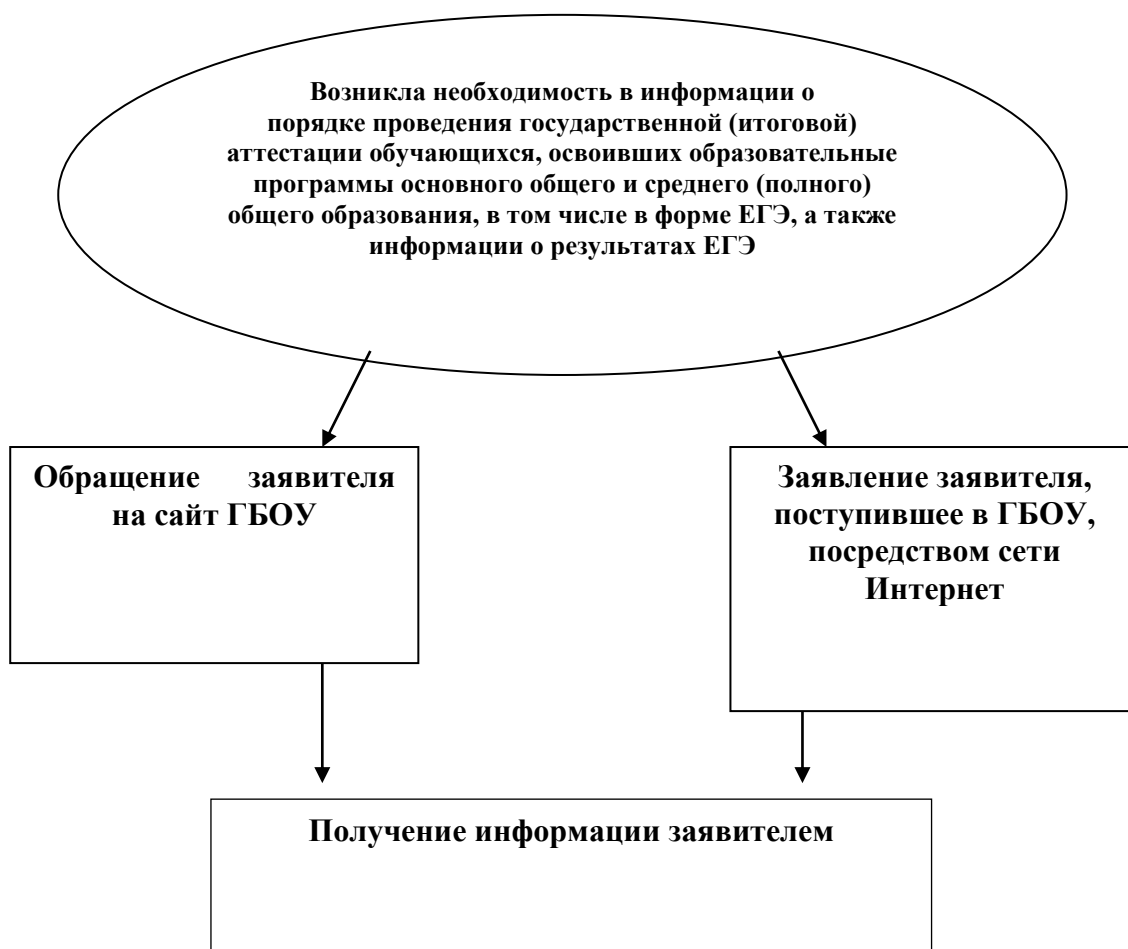 Возникла необходимость в информации о
порядке проведения государственной (итоговой)
аттестации обучающихся, освоивших образовательные
программы основного общего и среднего (полного)
общего образования, в том числе в форме ЕГЭ, а также
информации о результатах ЕГЭ
Обращение заявителя
на сайт ГБОУ
Заявление заявителя,
поступившее в ГБОУ,
посредством сети
Интернет
Получение информации заявителем